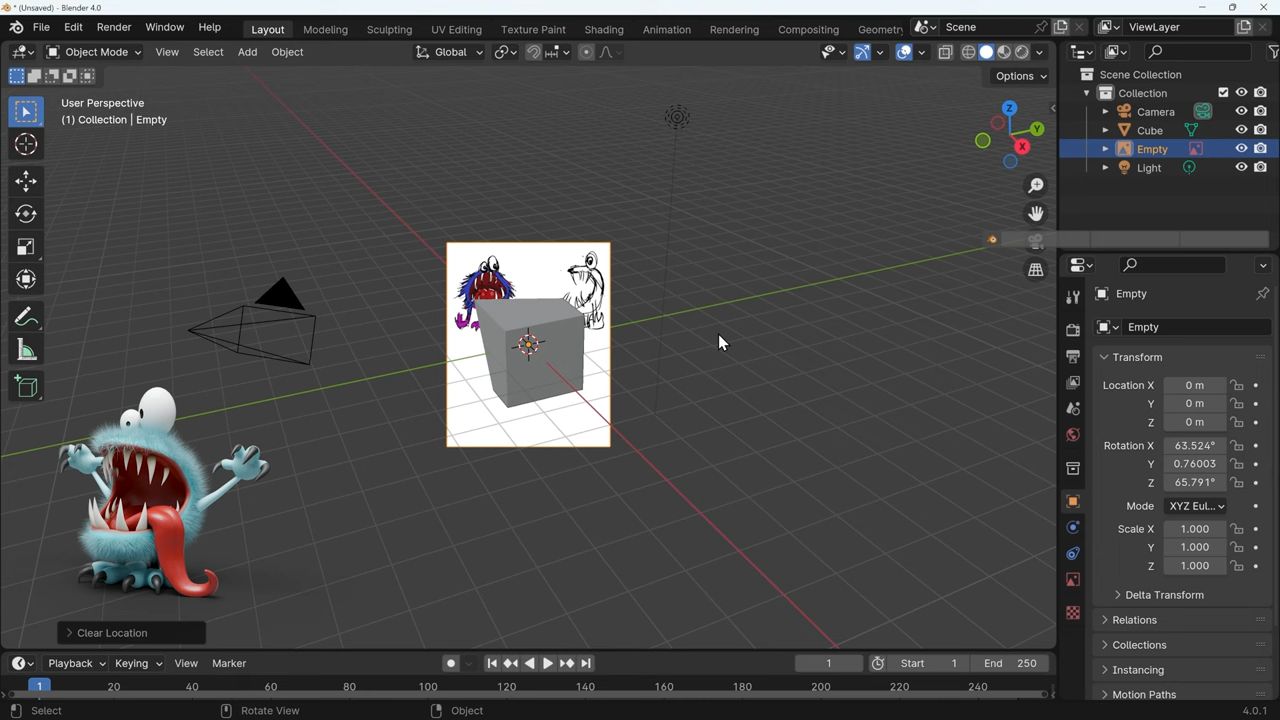 * (Unsaved) - Blender 4.0
File Edit Render Window Help Layout Modeling Sculpting UV Editing Texture Paint Shading Animation Rendering Compositing Geometry Scene ViewLayer
Object Mode View Select Add Object Global
Options
User Perspective
(1) Collection | Empty
Z
Y
X
Scene Collection
Collection
Camera
Cube
Empty
Light
Empty
Empty
Transform
Location X 0 m
Y 0 m
Z 0 m
Rotation X 63.524°
Y 0.76003
Z 65.791°
Mode XYZ Eul...
Scale X 1.000
Y 1.000
Z 1.000
Delta Transform
Relations
Collections
Instancing
Motion Paths
Clear Location
Playback Keying View Marker 1 Start 1 End 250
1 20 40 60 80 100 120 140 160 180 200 220 240
Select Rotate View Object 4.0.1